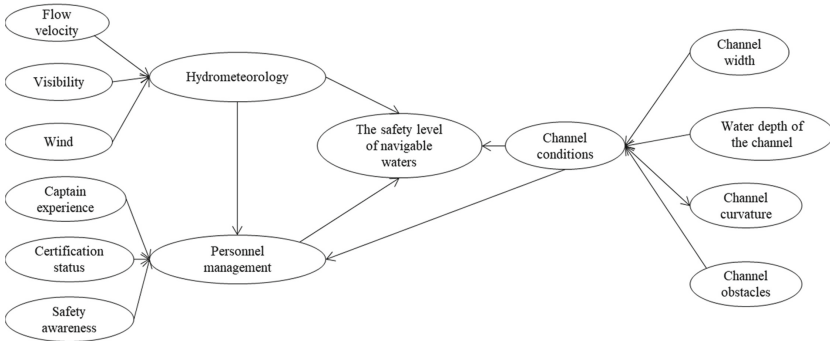 Flow
velocity
Visibility
Wind
Captain
experience
Certification
status
Safety
awareness
Hydrometeorology
Personnel
management
The safety level
of navigable
waters
Channel
conditions
Channel
width
Water depth of
the channel
Channel
curvature
Channel
obstacles